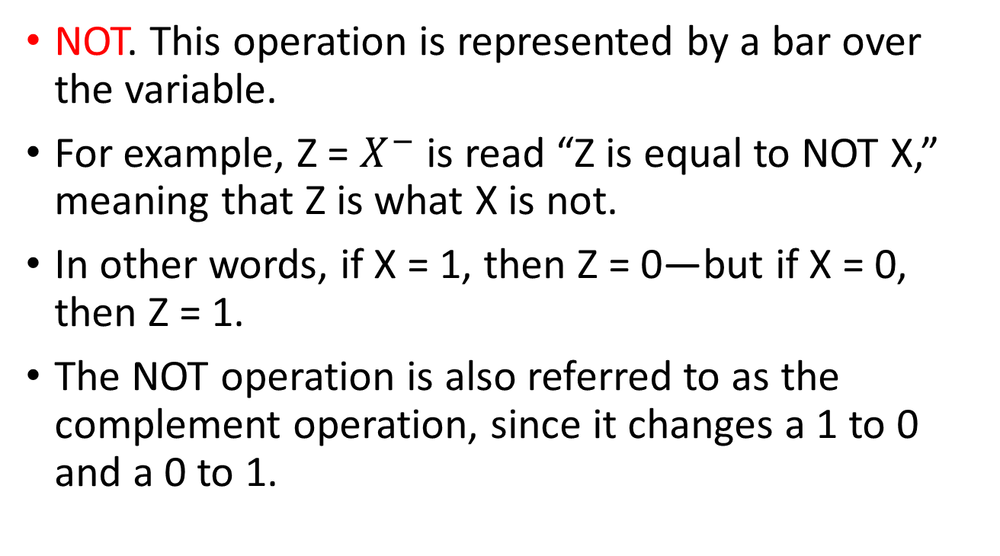 • NOT. This operation is represented by a bar over
the variable.
• For example, Z = X⁻ is read “Z is equal to NOT X,”
meaning that Z is what X is not.
• In other words, if X = 1, then Z = 0—but if X = 0,
then Z = 1.
• The NOT operation is also referred to as the
complement operation, since it changes a 1 to 0
and a 0 to 1.